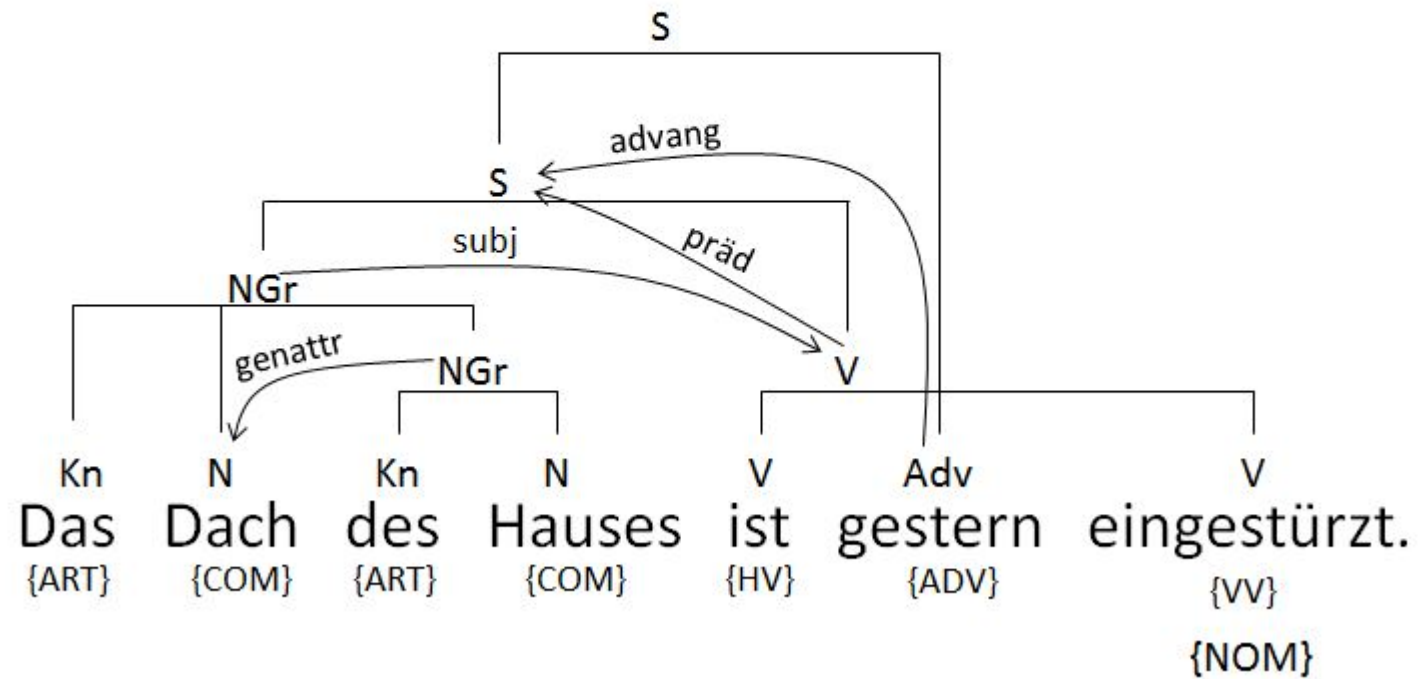 S
advang
S
subj präd
NGr
genattr NGr V
Kn N Kn N V Adv V
Das Dach des Hauses ist gestern eingestürzt.
{ART} {COM} {ART} {COM} {HV} {ADV} {VV}
{NOM}